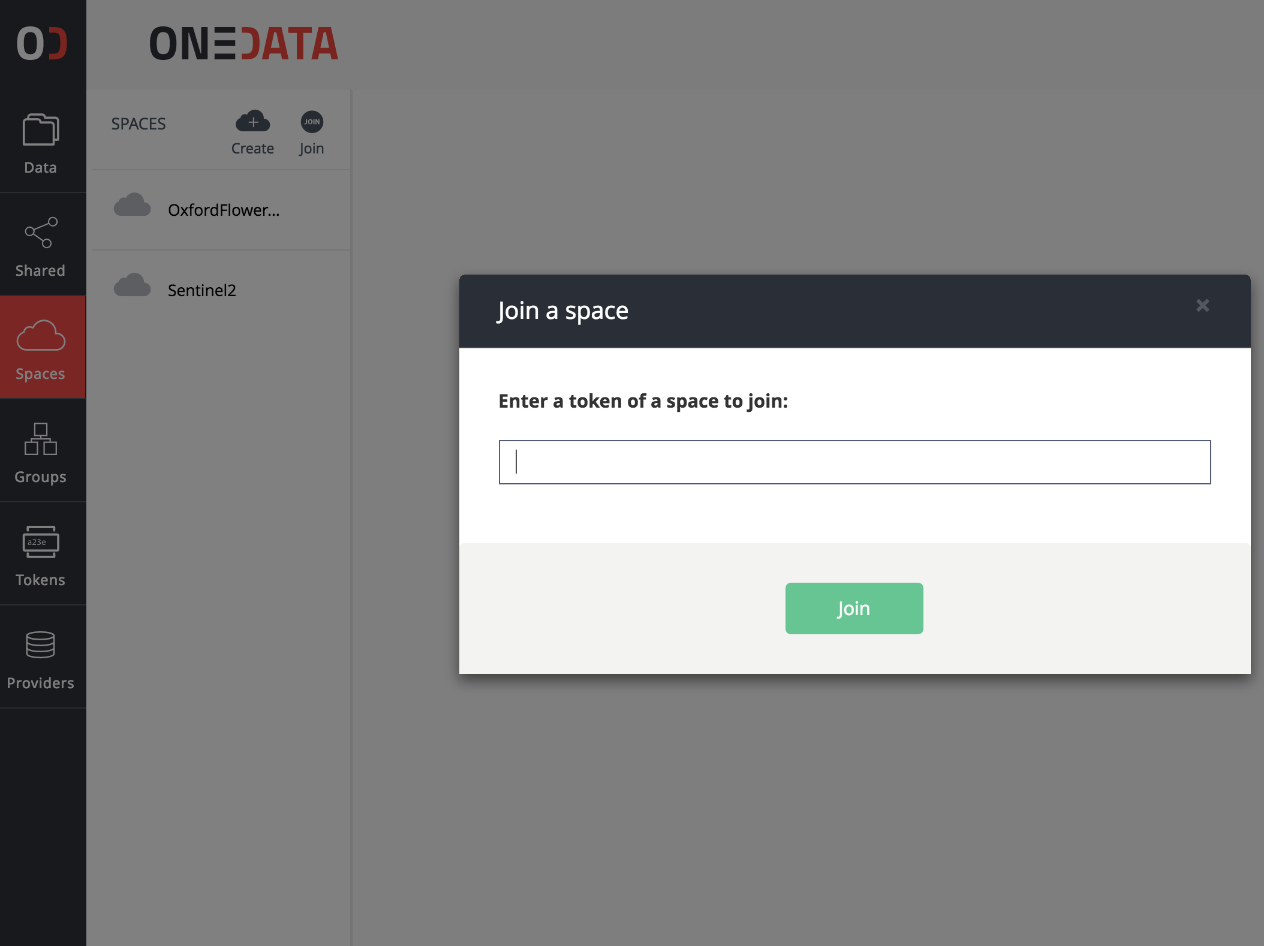 OD
ONEDATA
Data
Shared
Spaces
Groups
a23e
Tokens
Providers
SPACES
Create
JOIN
Join
OxfordFlower...
Sentinel2
Join a space
×
Enter a token of a space to join:
Join